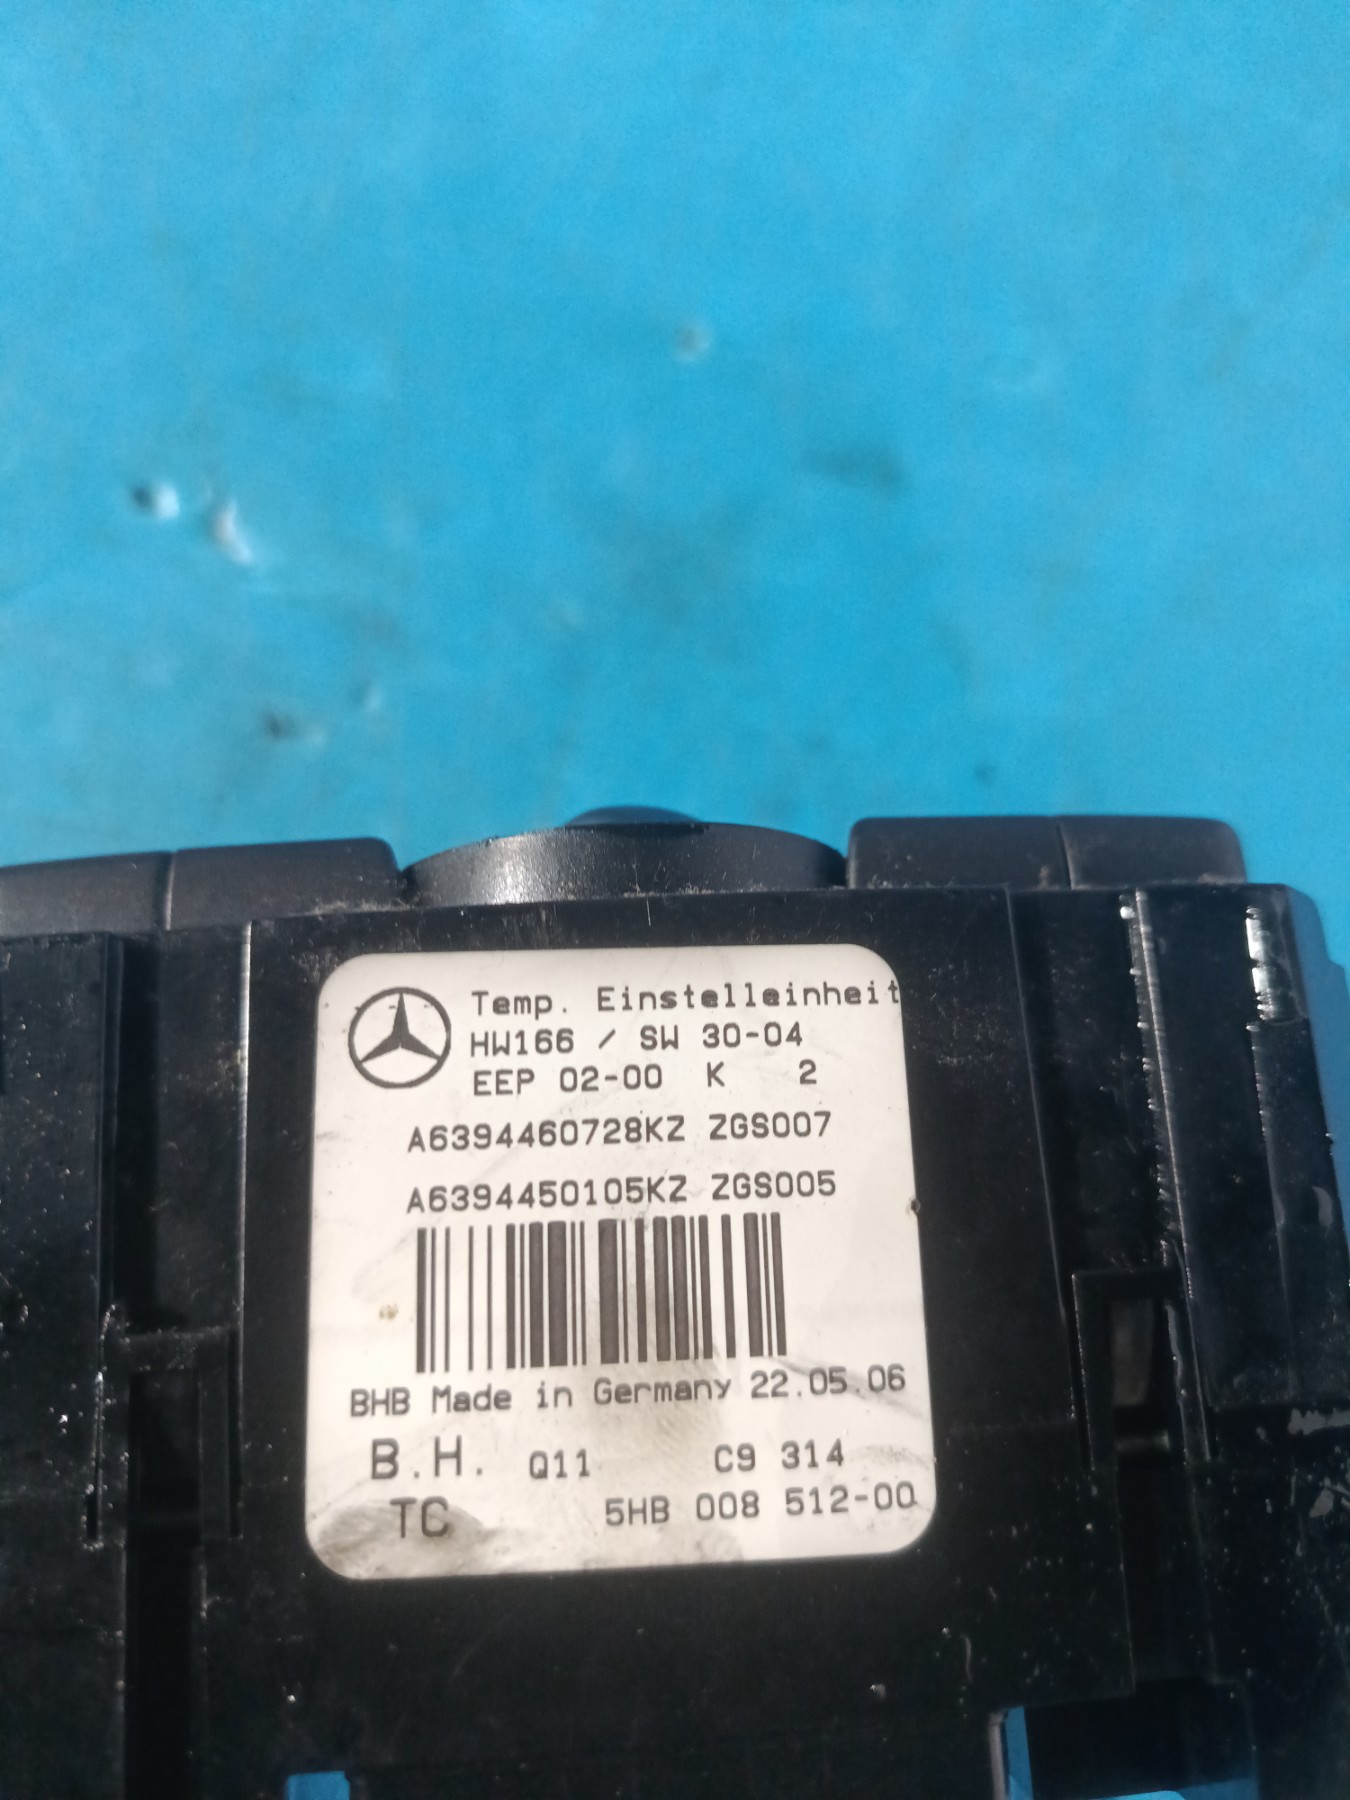 Temp. Einstelleinheit
HW166 / SW 30-04
EEP 02-00 K 2
A6394460728KZ ZGS007
A6394450105KZ ZGS005
BHB Made in Germany 22.05.06
B.H. Q11 C9 314
TC 5HB 008 512-00